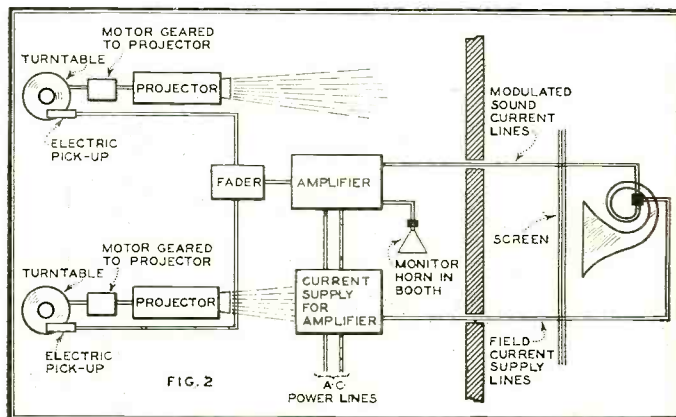 MOTOR GEARED
TO PROJECTOR
TURNTABLE
PROJECTOR
ELECTRIC
PICK-UP
MODULATED
SOUND
CURRENT
LINES
FADER
AMPLIFIER
SCREEN
MONITOR
HORN IN
BOOTH
MOTOR GEARED
TO PROJECTOR
TURNTABLE
PROJECTOR
CURRENT
SUPPLY
FOR
AMPLIFIER
ELECTRIC
PICK-UP
FIG. 2
A-C
POWER LINES
FIELD
CURRENT
SUPPLY
LINES